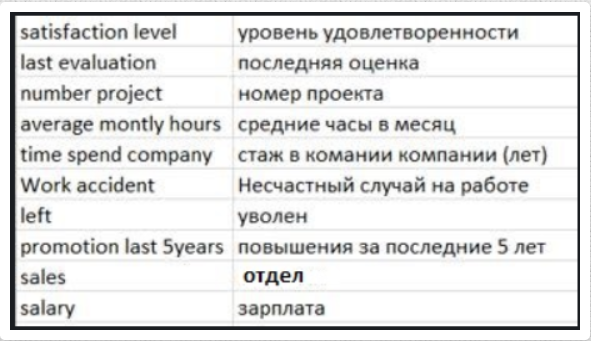 satisfaction level уровень удовлетворенности
last evaluation последняя оценка
number project номер проекта
average montly hours средние часы в месяц
time spend company стаж в комании компании (лет)
Work accident Несчастный случай на работе
left уволен
promotion last 5years повышения за последние 5 лет
sales отдел
salary зарплата